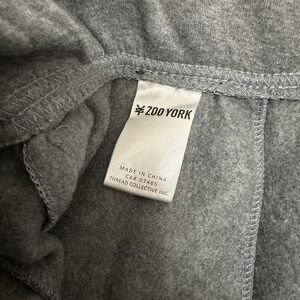 ZOO YORK
MADE IN CHINA
CA# 07465
THREAD COLLECTIVE INC.